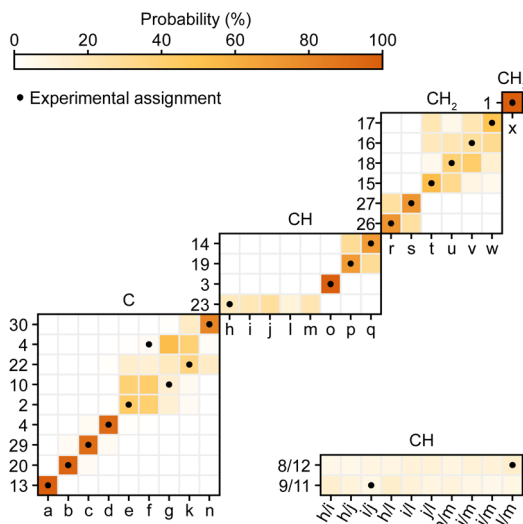 Probability (%)
0 20 40 60 80 100
• Experimental assignment
CH₂
CH
1
x
17
16
18
15
27
26
r s t u v w
CH
14
19
3
23
h i j l m o p q
C
30
4
22
10
2
4
29
20
13
a b c d e f g k n
CH
8/12
9/11
h/i h/j i/j h/l i/l j/l